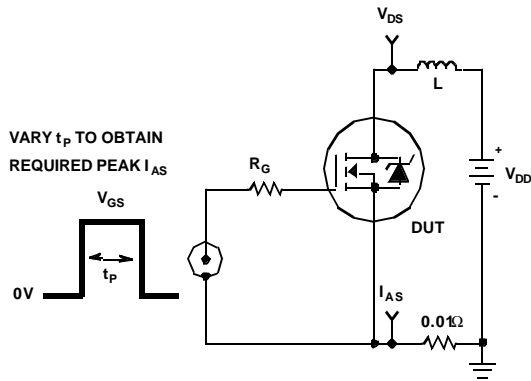 V_DS
L
VARY t_P TO OBTAIN
REQUIRED PEAK I_AS
R_G
+
V_DD
-
V_GS
DUT
t_P
0V
I_AS
0.01Ω